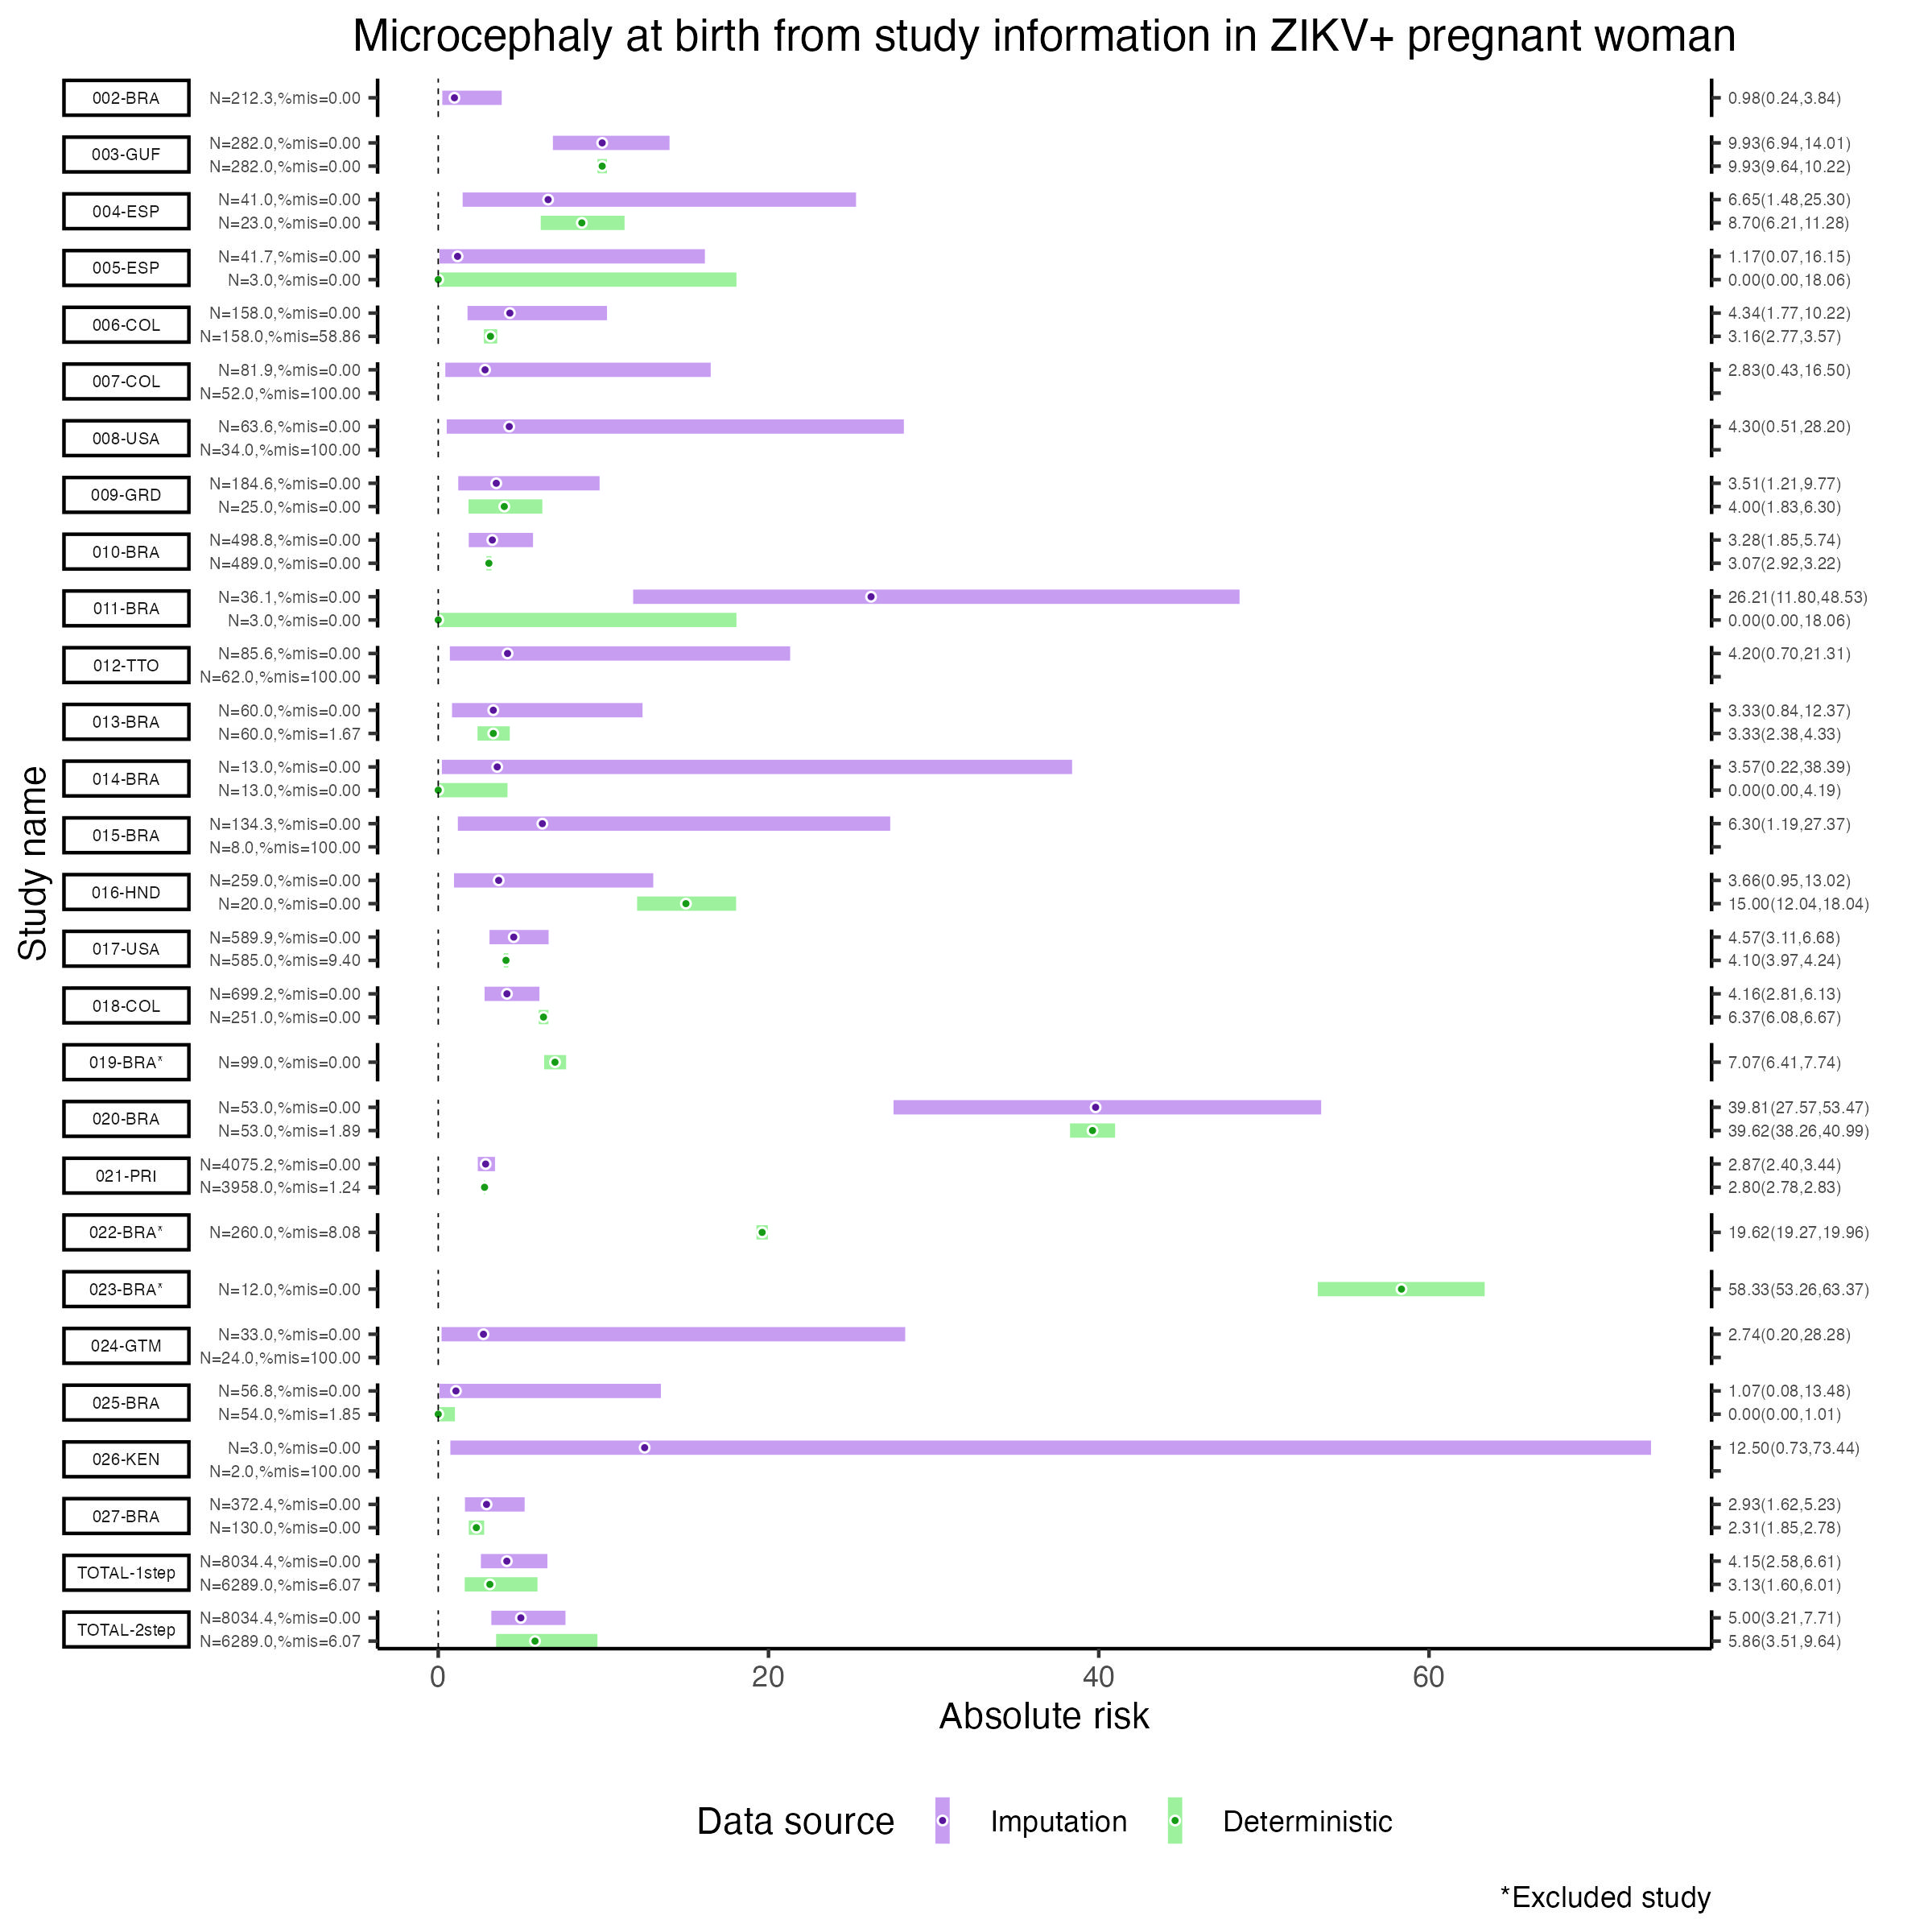 Microcephaly at birth from study information in ZIKV+ pregnant woman
Study name
002-BRA N=212.3,%mis=0.00 0.98(0.24,3.84)
003-GUF N=282.0,%mis=0.00 9.93(6.94,14.01)
N=282.0,%mis=0.00 9.93(9.64,10.22)
004-ESP N=41.0,%mis=0.00 6.65(1.48,25.30)
N=23.0,%mis=0.00 8.70(6.21,11.28)
005-ESP N=41.7,%mis=0.00 1.17(0.07,16.15)
N=3.0,%mis=0.00 0.00(0.00,18.06)
006-COL N=158.0,%mis=0.00 4.34(1.77,10.22)
N=158.0,%mis=58.86 3.16(2.77,3.57)
007-COL N=81.9,%mis=0.00 2.83(0.43,16.50)
N=52.0,%mis=100.00
008-USA N=63.6,%mis=0.00 4.30(0.51,28.20)
N=34.0,%mis=100.00
009-GRD N=184.6,%mis=0.00 3.51(1.21,9.77)
N=25.0,%mis=0.00 4.00(1.83,6.30)
010-BRA N=498.8,%mis=0.00 3.28(1.85,5.74)
N=489.0,%mis=0.00 3.07(2.92,3.22)
011-BRA N=36.1,%mis=0.00 26.21(11.80,48.53)
N=3.0,%mis=0.00 0.00(0.00,18.06)
012-TTO N=85.6,%mis=0.00 4.20(0.70,21.31)
N=62.0,%mis=100.00
013-BRA N=60.0,%mis=0.00 3.33(0.84,12.37)
N=60.0,%mis=1.67 3.33(2.38,4.33)
014-BRA N=13.0,%mis=0.00 3.57(0.22,38.39)
N=13.0,%mis=0.00 0.00(0.00,4.19)
015-BRA N=134.3,%mis=0.00 6.30(1.19,27.37)
N=8.0,%mis=100.00
016-HND N=259.0,%mis=0.00 3.66(0.95,13.02)
N=20.0,%mis=0.00 15.00(12.04,18.04)
017-USA N=589.9,%mis=0.00 4.57(3.11,6.68)
N=585.0,%mis=9.40 4.10(3.97,4.24)
018-COL N=699.2,%mis=0.00 4.16(2.81,6.13)
N=251.0,%mis=0.00 6.37(6.08,6.67)
019-BRA* N=99.0,%mis=0.00 7.07(6.41,7.74)
020-BRA N=53.0,%mis=0.00 39.81(27.57,53.47)
N=53.0,%mis=1.89 39.62(38.26,40.99)
021-PRI N=4075.2,%mis=0.00 2.87(2.40,3.44)
N=3958.0,%mis=1.24 2.80(2.78,2.83)
022-BRA* N=260.0,%mis=8.08 19.62(19.27,19.96)
023-BRA* N=12.0,%mis=0.00 58.33(53.26,63.37)
024-GTM N=33.0,%mis=0.00 2.74(0.20,28.28)
N=24.0,%mis=100.00
025-BRA N=56.8,%mis=0.00 1.07(0.08,13.48)
N=54.0,%mis=1.85 0.00(0.00,1.01)
026-KEN N=3.0,%mis=0.00 12.50(0.73,73.44)
N=2.0,%mis=100.00
027-BRA N=372.4,%mis=0.00 2.93(1.62,5.23)
N=130.0,%mis=0.00 2.31(1.85,2.78)
TOTAL-1step N=8034.4,%mis=0.00 4.15(2.58,6.61)
N=6289.0,%mis=6.07 3.13(1.60,6.01)
TOTAL-2step N=8034.4,%mis=0.00 5.00(3.21,7.71)
N=6289.0,%mis=6.07 5.86(3.51,9.64)
0 20 40 60
Absolute risk
Data source Imputation Deterministic
*Excluded study